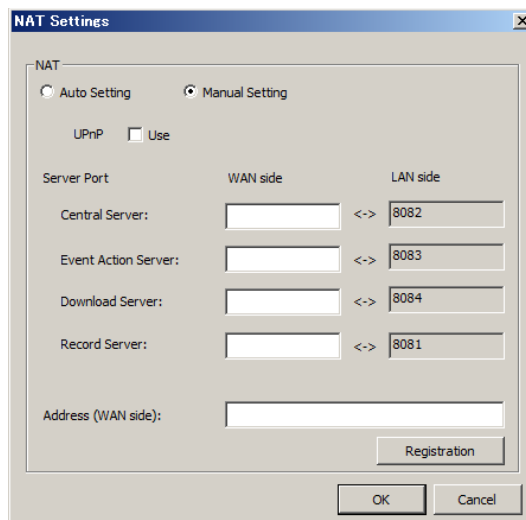 NAT Settings
NAT
Auto Setting Manual Setting
UPnP Use
Server Port WAN side LAN side
Central Server: <-> 8082
Event Action Server: <-> 8083
Download Server: <-> 8084
Record Server: <-> 8081
Address (WAN side):
Registration
OK Cancel